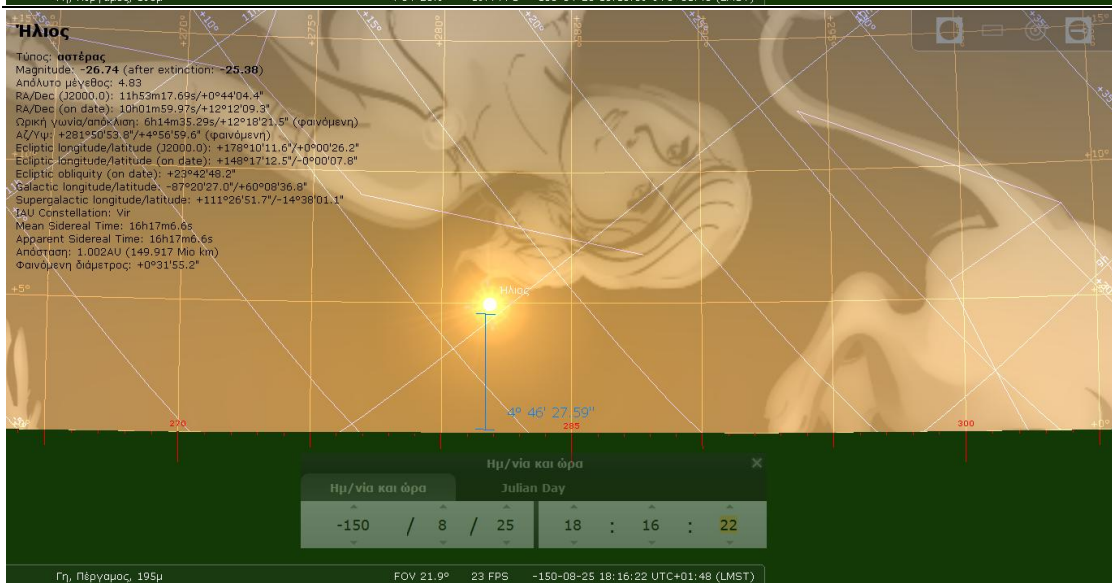 Ήλιος
Τύπος: αστέρας
Magnitude: -26.74 (after extinction: -25.38)
Απόλυτο μέγεθος: 4.83
RA/Dec (J2000.0): 11h53m17.69s/+0°44'04.4"
RA/Dec (on date): 10h01m59.97s/+12°12'09.3"
Ωρική γωνία/απόκλιση: 6h14m35.29s/+12°18'21.5" (φαινόμενη)
Αζ/Υψ: +281°50'53.8"/+4°56'59.6" (φαινόμενη)
Ecliptic longitude/latitude (J2000.0): +178°10'11.6"/+0°00'26.2"
Ecliptic longitude/latitude (on date): +148°17'12.5"/-0°00'07.8"
Ecliptic obliquity (on date): +23°42'48.2"
Galactic longitude/latitude: -87°20'27.0"/+60°08'36.8"
Supergalactic longitude/latitude: +111°26'51.7"/-14°38'01.1"
IAU Constellation: Vir
Mean Sidereal Time: 16h17m6.6s
Apparent Sidereal Time: 16h17m6.6s
Απόσταση: 1.002AU (149.917 Mio km)
Φαινόμενη διάμετρος: +0°31'55.2"
+15°
+270°
+275°
+280°
+10°
+5°
Ήλιος
4° 46' 27.59"
270
285
300
Ημ/νία και ώρα
Ημ/νία και ώρα Julian Day
-150 / 8 / 25 18 : 16 : 22
Γη, Πέργαμος, 195μ FOV 21.9° 23 FPS -150-08-25 18:16:22 UTC+01:48 (LMST)